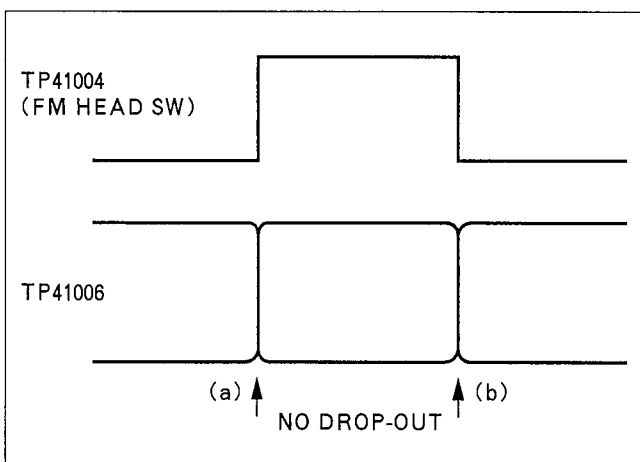 TP41004
(FM HEAD SW)
TP41006
(a)
(b)
NO DROP-OUT